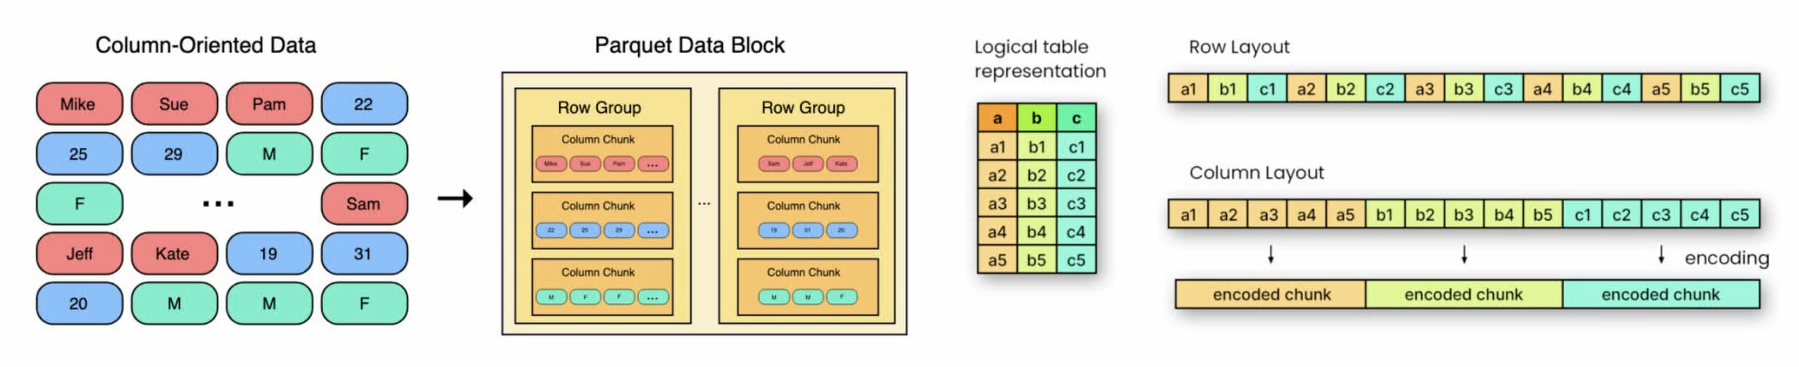 Column-Oriented Data
Mike Sue Pam 22
25 29 M F
F ... Sam
Jeff Kate 19 31
20 M M F
Parquet Data Block
Row Group
Column Chunk
Mike Sue Pam ...
Column Chunk
22 25 29 ...
Column Chunk
M F F ...
...
Row Group
Column Chunk
Sam Jeff Kate
Column Chunk
19 31 20
Column Chunk
M M F
Logical table
representation
a b c
a1 b1 c1
a2 b2 c2
a3 b3 c3
a4 b4 c4
a5 b5 c5
Row Layout
a1 b1 c1 a2 b2 c2 a3 b3 c3 a4 b4 c4 a5 b5 c5
Column Layout
a1 a2 a3 a4 a5 b1 b2 b3 b4 b5 c1 c2 c3 c4 c5
encoding
encoded chunk encoded chunk encoded chunk